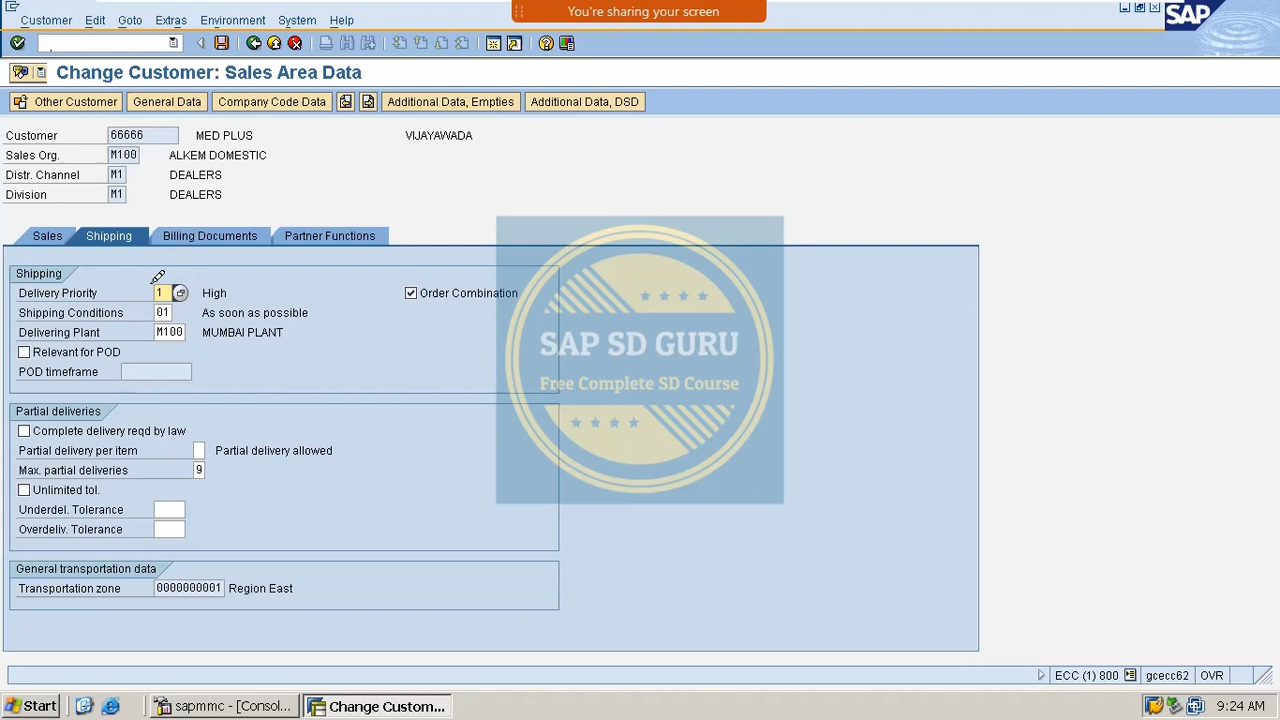 You're sharing your screen
Customer Edit Goto Extras Environment System Help
SAP
Change Customer: Sales Area Data
Other Customer General Data Company Code Data Additional Data, Empties Additional Data, DSD
Customer 66666 MED PLUS VIJAYAWADA
Sales Org. M100 ALKEM DOMESTIC
Distr. Channel M1 DEALERS
Division M1 DEALERS
Sales Shipping Billing Documents Partner Functions
Shipping
Delivery Priority 1 High Order Combination
Shipping Conditions 01 As soon as possible
Delivering Plant M100 MUMBAI PLANT
Relevant for POD
POD timeframe
SAP SD GURU
Free Complete SD Course
Partial deliveries
Complete delivery reqd by law
Partial delivery per item Partial delivery allowed
Max. partial deliveries 9
Unlimited tol.
Underdel. Tolerance
Overdeliv. Tolerance
General transportation data
Transportation zone 0000000001 Region East
ECC (1) 800 gcecc62 OVR
Start sapmmc - [Consol... Change Custom... 9:24 AM